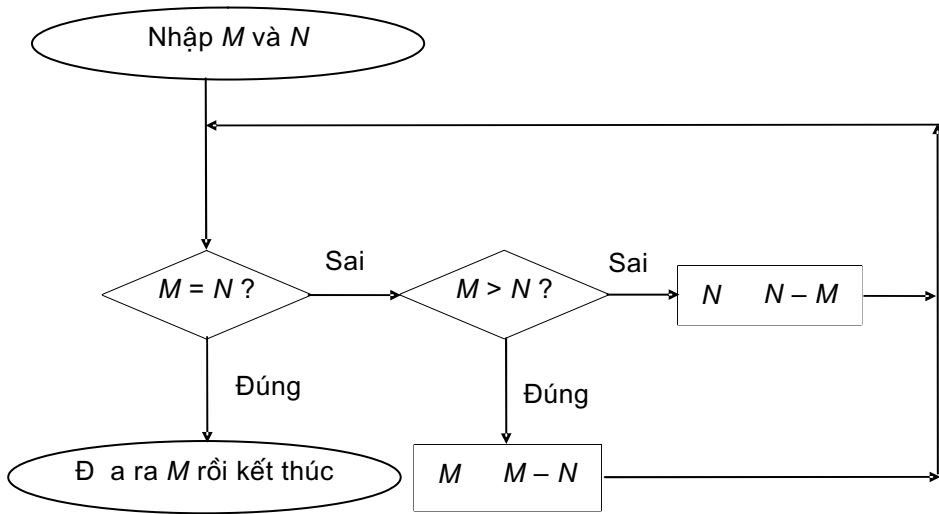 Nhập M và N
M = N ?
Sai
M > N ?
Sai
N N – M
Đúng
Đúng
Đ a ra M rồi kết thúc
M M – N